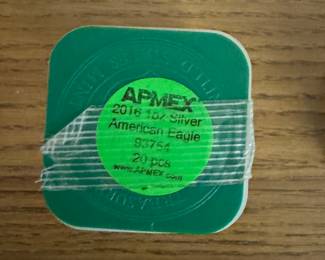 APMEX
2016 1oz Silver
American Eagle
93754
20 pcs
www.APMEX.com